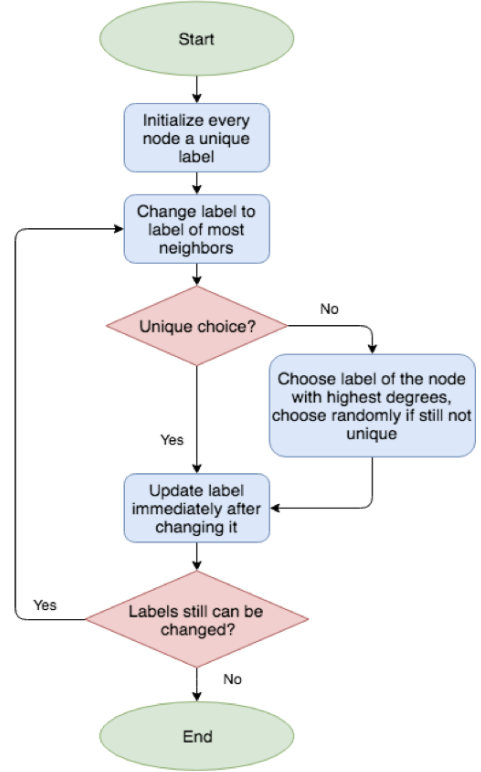 Start
Initialize every
node a unique
label
Change label to
label of most
neighbors
Unique choice?
No
Choose label of the node
with highest degrees,
choose randomly if still not
unique
Yes
Update label
immediately after
changing it
Labels still can be
changed?
Yes
No
End